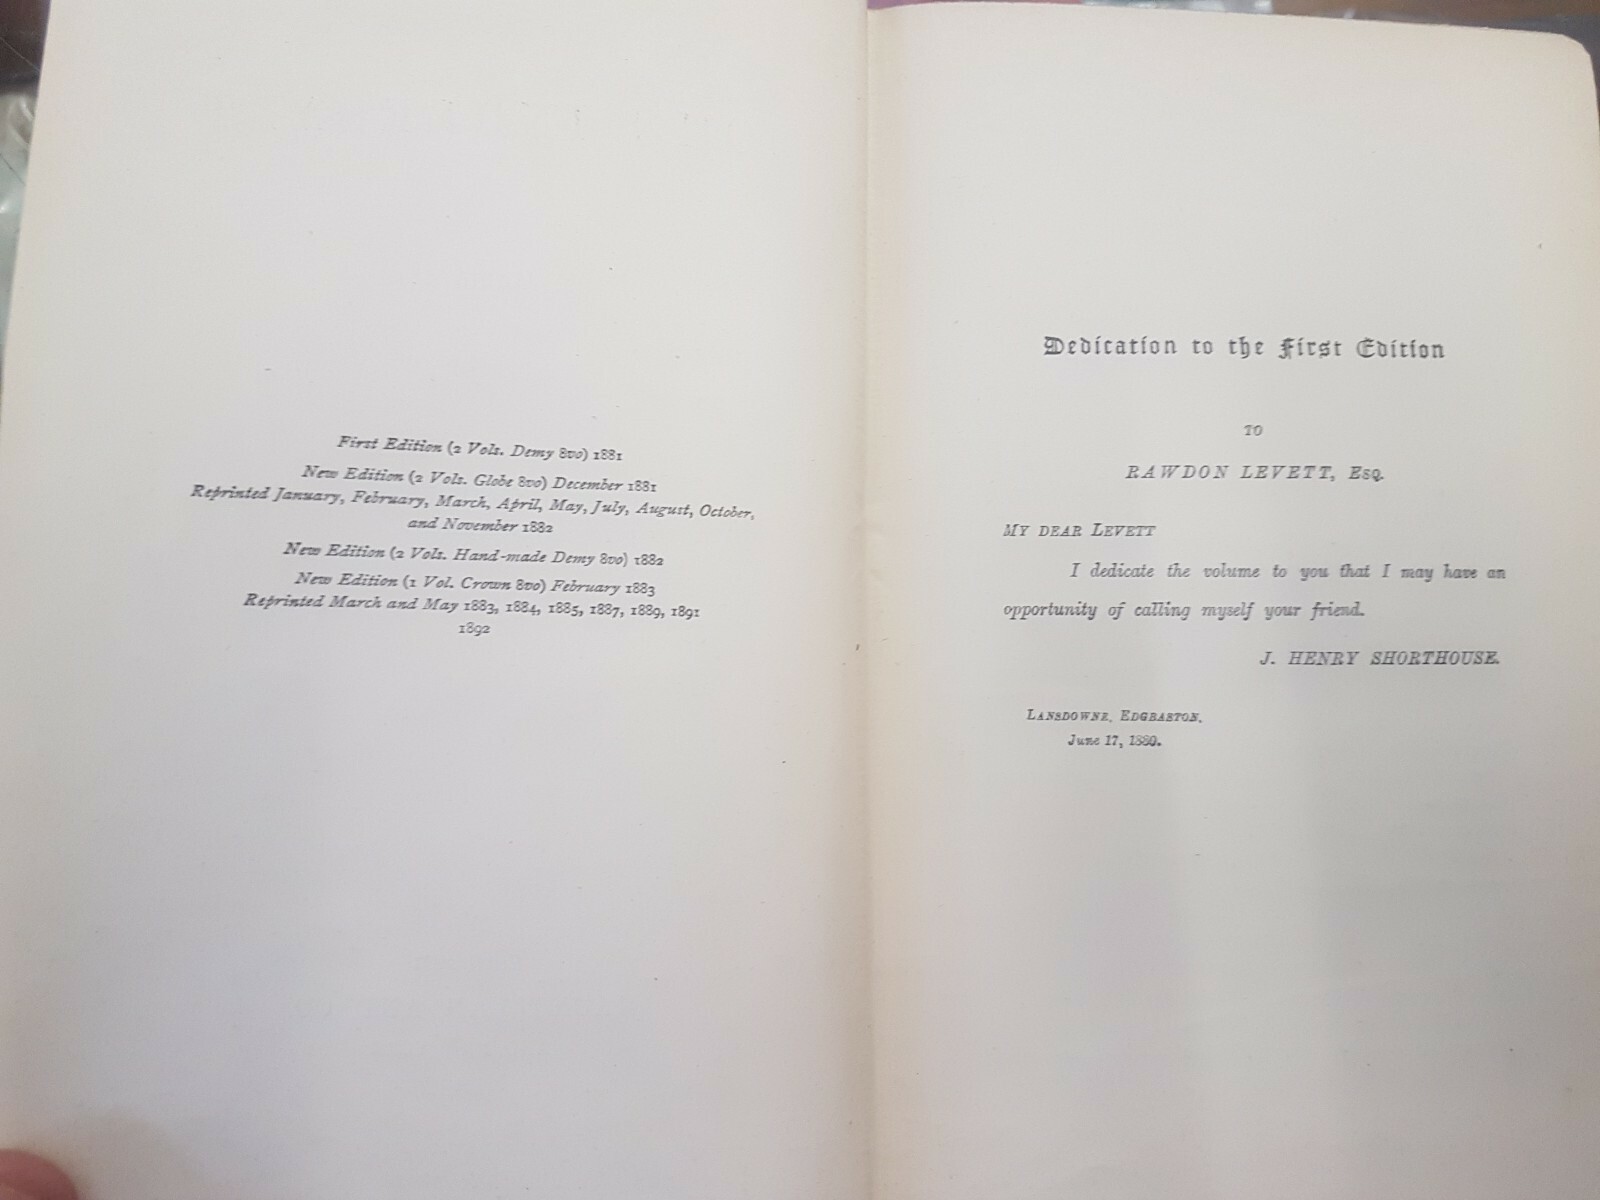 First Edition (2 Vols. Demy 8vo) 1881
New Edition (2 Vols. Globe 8vo) December 1881
Reprinted January, February, March, April, May, July, August, October,
and November 1882
New Edition (2 Vols. Hand-made Demy 8vo) 1882
New Edition (1 Vol. Crown 8vo) February 1883
Reprinted March and May 1883, 1884, 1885, 1887, 1889, 1891
1892
Dedication to the First Edition
TO
RAWDON LEVETT, ESQ.
MY DEAR LEVETT
I dedicate the volume to you that I may have an
opportunity of calling myself your friend.
J. HENRY SHORTHOUSE.
LANSDOWNE, EDGBASTON,
June 17, 1880.